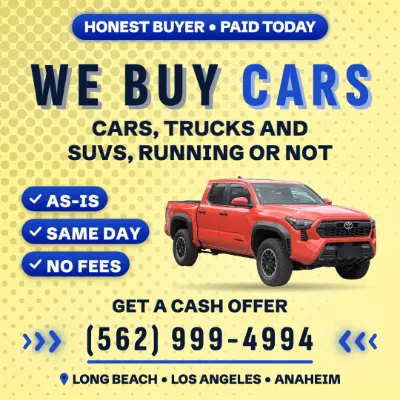 HONEST BUYER • PAID TODAY
WE BUY CARS
CARS, TRUCKS AND
SUVS, RUNNING OR NOT
AS-IS
SAME DAY
NO FEES
GET A CASH OFFER
(562) 999-4994
LONG BEACH • LOS ANGELES • ANAHEIM